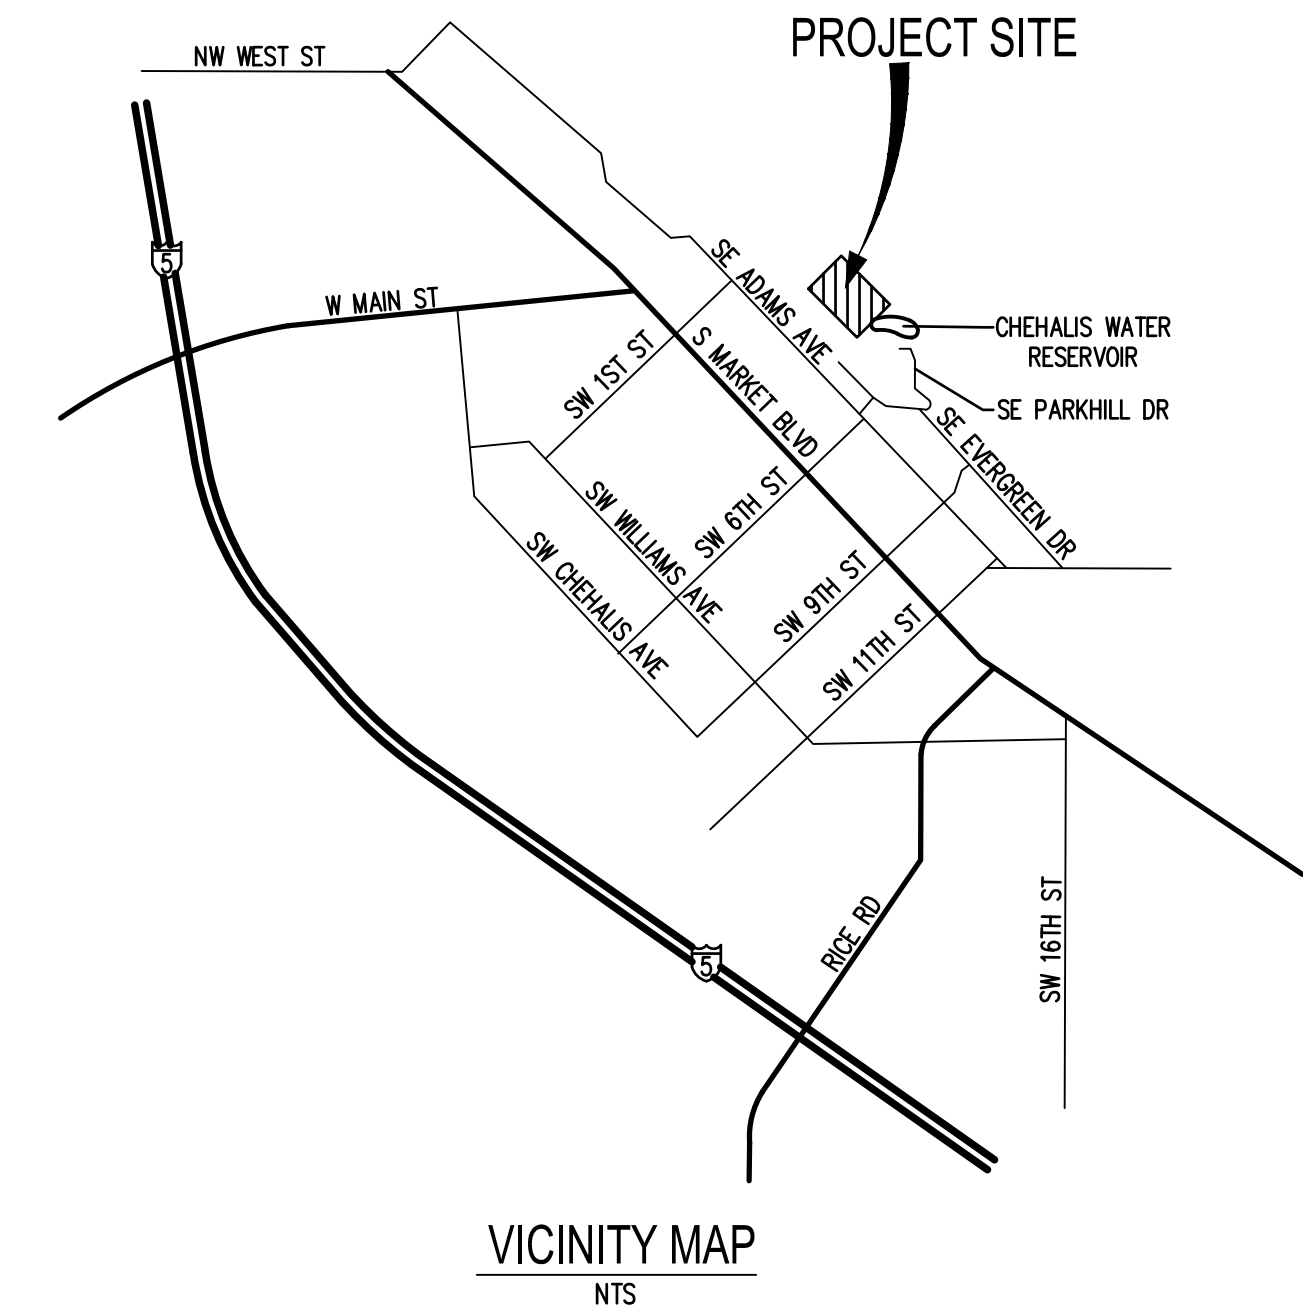 PROJECT SITE
NW WEST ST
5
W MAIN ST
SE ADAMS AVE
CHEHALIS WATER
RESERVOIR
SW 1ST ST
S MARKET BLVD
SE PARKHILL DR
SE EVERGREEN DR
SW WILLIAMS AVE
SW 6TH ST
SW CHEHALIS AVE
SW 9TH ST
SW 11TH ST
RICE RD
SW 16TH ST
5
VICINITY MAP
NTS